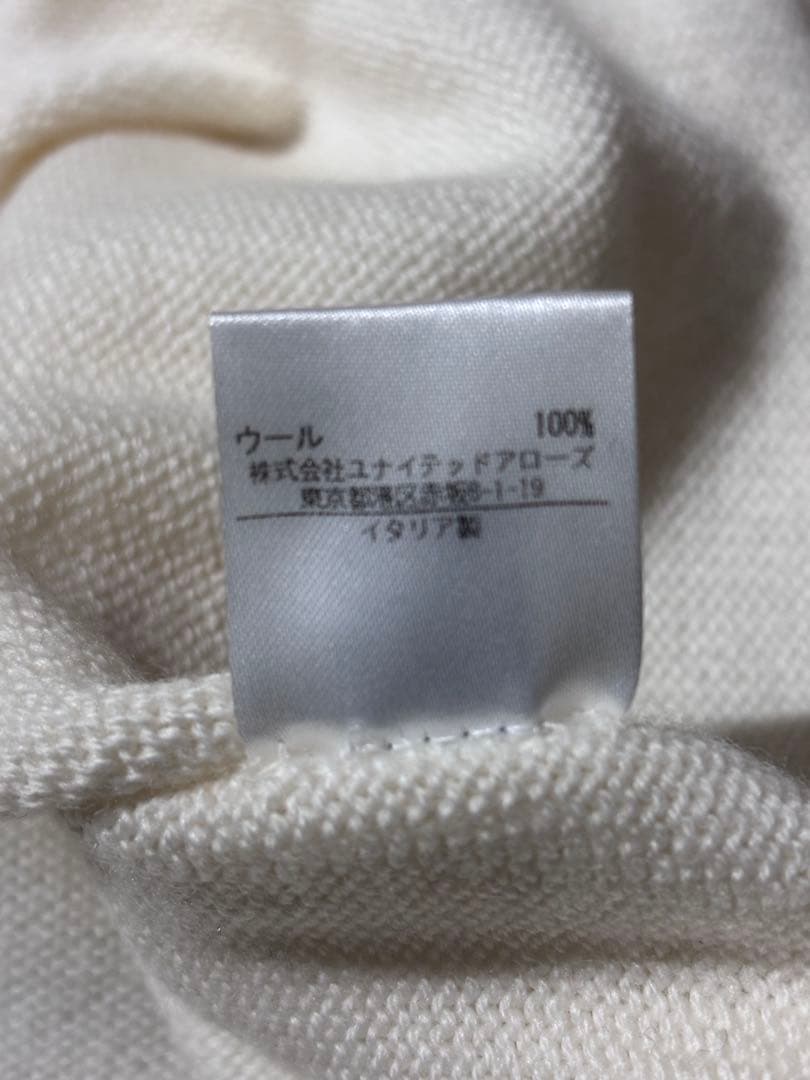 ウール 100%
株式会社ユナイテッドアローズ
東京都港区赤坂8-1-19
イタリア製